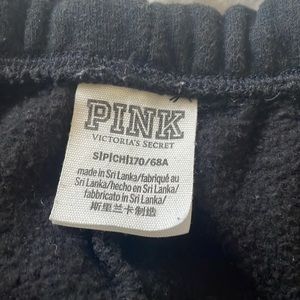 PINK
VICTORIA'S SECRET
S|P|CH|170/68A
made in Sri Lanka/fabriqué au
Sri Lanka/hecho en Sri Lanka/
fabbricato in Sri Lanka/
斯里兰卡制造